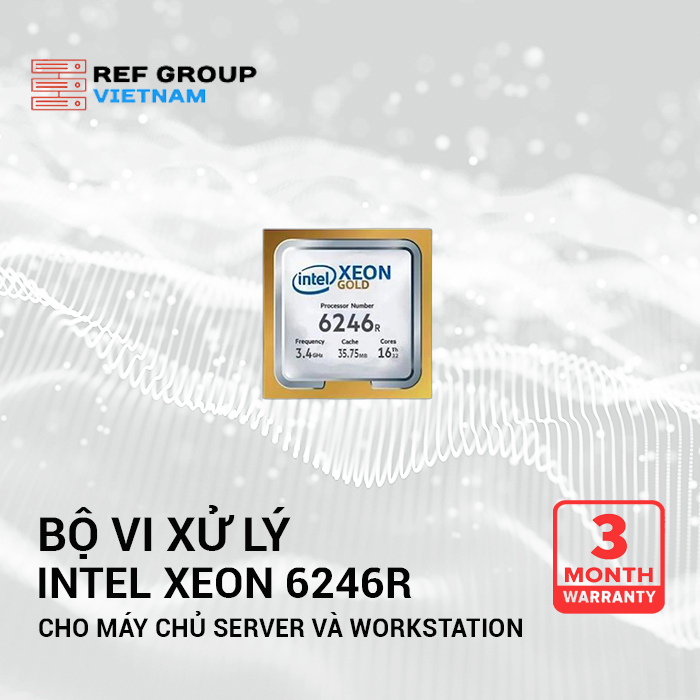 REF GROUP
VIETNAM
intel XEON
GOLD
Processor Number
6246R
Frequency Cache Cores
3.4GHz 35.75MB 16Th32
BỘ VI XỬ LÝ
INTEL XEON 6246R
CHO MÁY CHỦ SERVER VÀ WORKSTATION
3
MONTH
WARRANTY